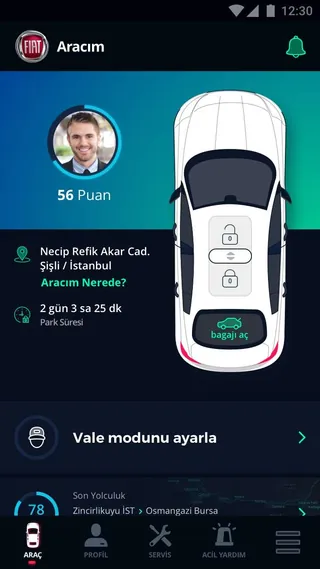 12:30
FIAT
Aracım
56 Puan
Necip Refik Akar Cad.
Şişli / İstanbul
Aracım Nerede?
2 gün 3 sa 25 dk
Park Süresi
bagajı aç
Vale modunu ayarla
78
Son Yolculuk
Zincirlikuyu İST > Osmangazi Bursa
ARAÇ
PROFİL
SERVİS
ACİL YARDIM